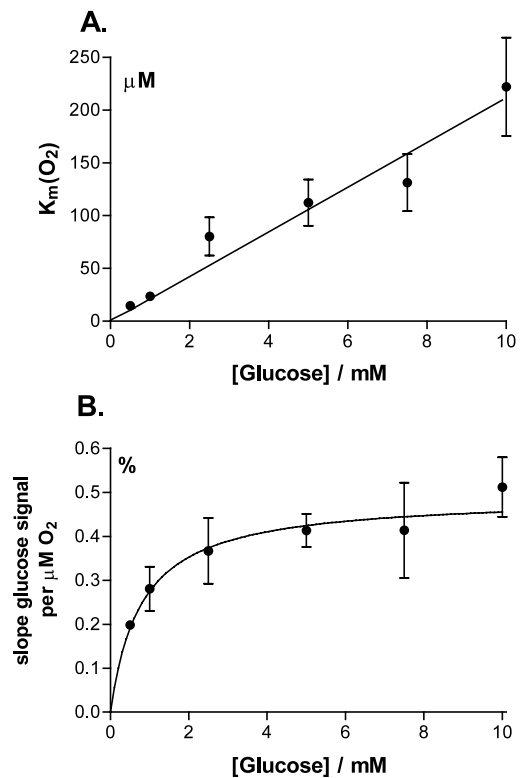 A.
μM
250
200
150
100
50
0
Km(O2)
0 2 4 6 8 10
[Glucose] / mM
B.
%
0.6
0.5
0.4
0.3
0.2
0.1
0.0
slope glucose signal
per μM O2
0 2 4 6 8 10
[Glucose] / mM